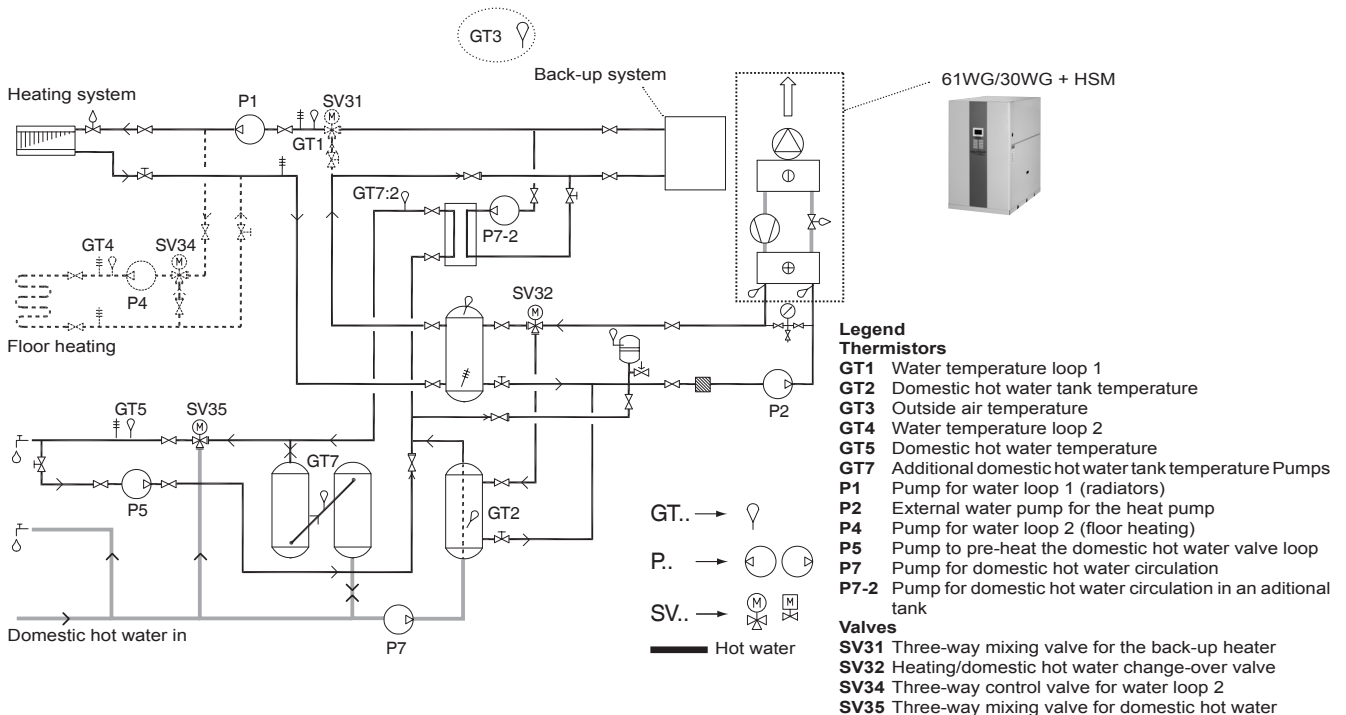 GT3
Back-up system
61WG/30WG + HSM
Heating system
P1
SV31
M
GT1
GT7:2
P7-2
GT4
SV34
M
P4
SV32
M
Floor heating
P2
GT5
SV35
M
GT7
P5
GT2
Domestic hot water in
P7
GT..
P..
SV..
M
M
Hot water
Legend
Thermistors
GT1 Water temperature loop 1
GT2 Domestic hot water tank temperature
GT3 Outside air temperature
GT4 Water temperature loop 2
GT5 Domestic hot water temperature
GT7 Additional domestic hot water tank temperature Pumps
P1 Pump for water loop 1 (radiators)
P2 External water pump for the heat pump
P4 Pump for water loop 2 (floor heating)
P5 Pump to pre-heat the domestic hot water valve loop
P7 Pump for domestic hot water circulation
P7-2 Pump for domestic hot water circulation in an aditional
tank
Valves
SV31 Three-way mixing valve for the back-up heater
SV32 Heating/domestic hot water change-over valve
SV34 Three-way control valve for water loop 2
SV35 Three-way mixing valve for domestic hot water